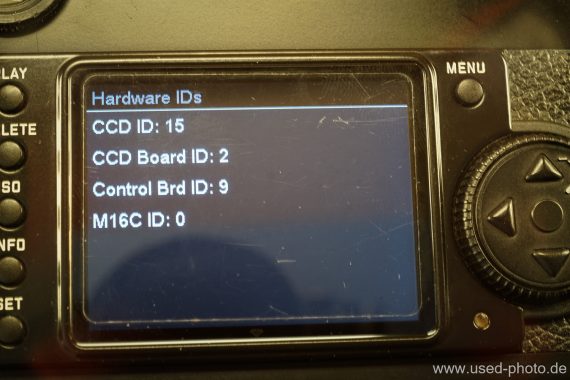 Hardware IDs
CCD ID: 15
CCD Board ID: 2
Control Brd ID: 9
M16C ID: 0
PLAY
MENU
LETE
SO
NFO
SET
www.used-photo.de